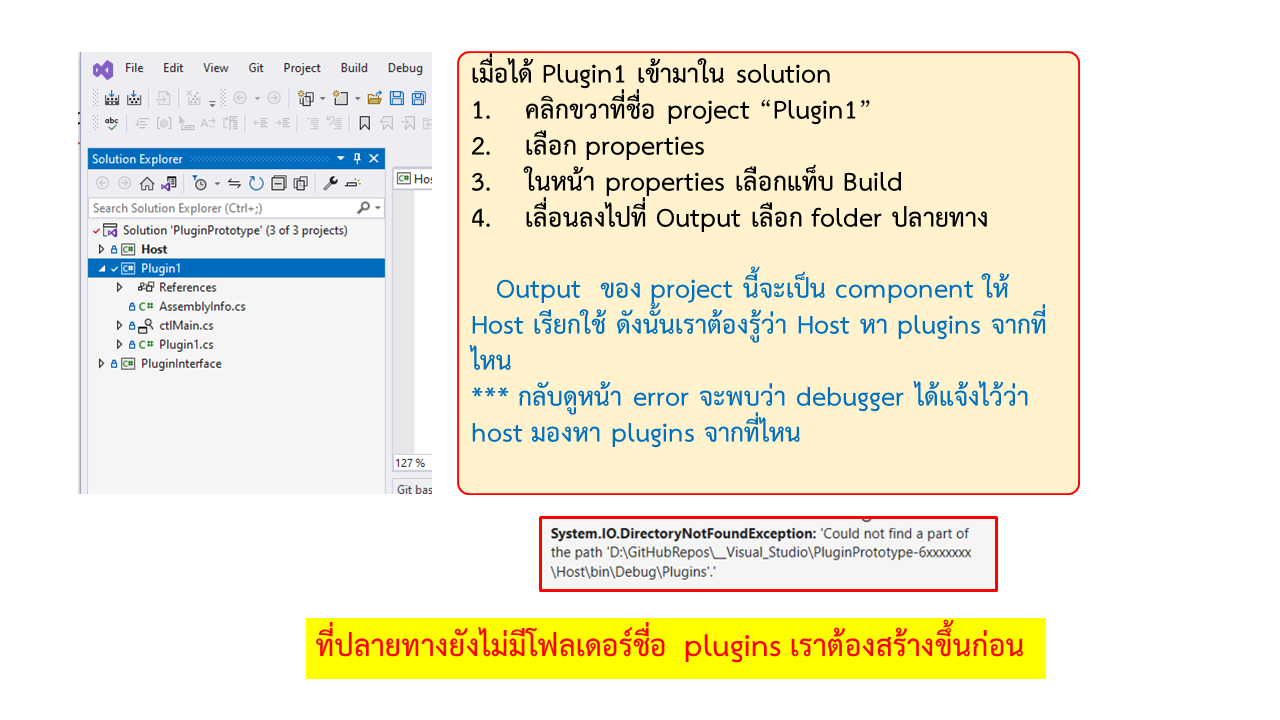 File Edit View Git Project Build Debug
Solution Explorer
Hos
Search Solution Explorer (Ctrl+;)
Solution 'PluginPrototype' (3 of 3 projects)
Host
Plugin1
References
AssemblyInfo.cs
ctlMain.cs
Plugin1.cs
PluginInterface
127 %
Git bas
เมื่อได้ Plugin1 เข้ามาใน solution
1. คลิกขวาที่ชื่อ project “Plugin1”
2. เลือก properties
3. ในหน้า properties เลือกแท็บ Build
4. เลื่อนลงไปที่ Output เลือก folder ปลายทาง
Output ของ project นี้จะเป็น component ให้
Host เรียกใช้ ดังนั้นเราต้องรู้ว่า Host หา plugins จากที่
ไหน
*** กลับดูหน้า error จะพบว่า debugger ได้แจ้งไว้ว่า
host มองหา plugins จากที่ไหน
System.IO.DirectoryNotFoundException: 'Could not find a part of
the path 'D:\GitHubRepos\__Visual_Studio\PluginPrototype-6xxxxxxx
\Host\bin\Debug\Plugins'.'
ที่ปลายทางยังไม่มีโฟลเดอร์ชื่อ plugins เราต้องสร้างขึ้นก่อน